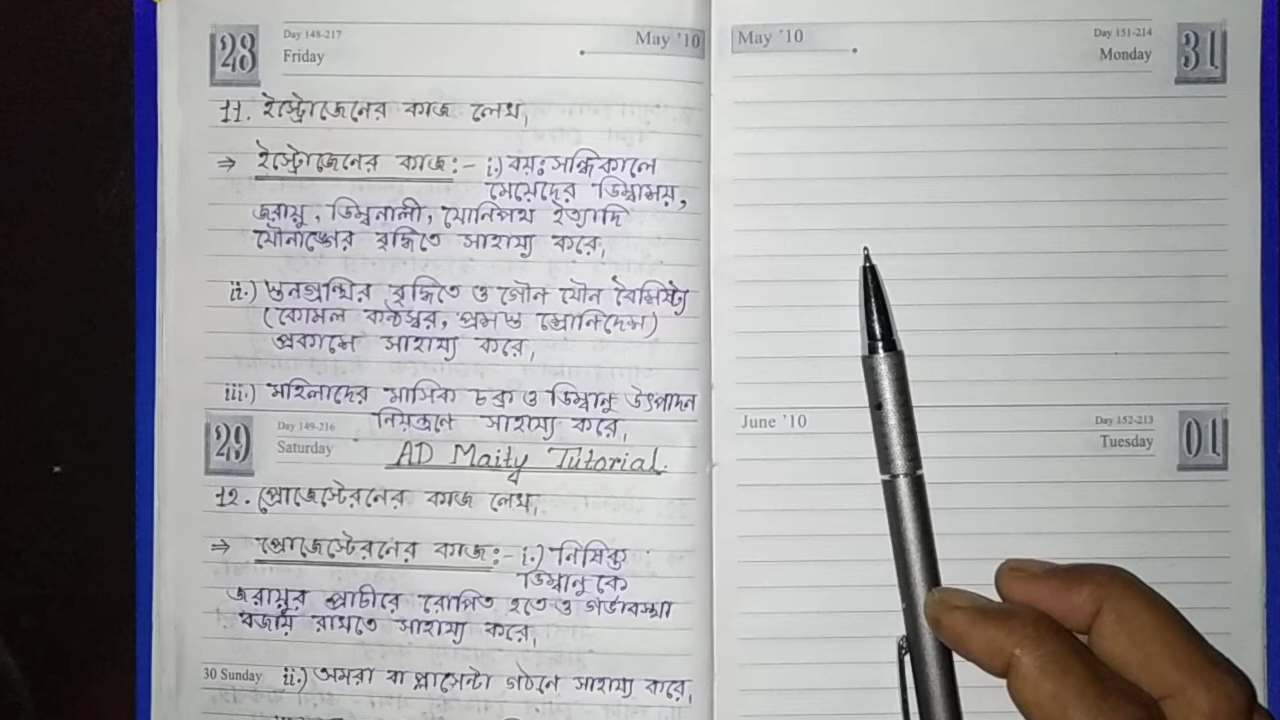 28
Day 148-217
May '10
Friday
11. ইস্ট্রোজেনের কাজ লেখ,
⇒ ইস্ট্রোজেনের কাজ:- i.) বয়ঃসন্ধিকালে
মেয়েদের ডিম্বাশয়,
জরায়ু, ডিম্বনালী, যোনিপথ ইত্যাদি
যৌনাঙ্গের বৃদ্ধিতে সাহায্য করে,
ii.) স্তনগ্রন্থির বৃদ্ধিতে ও গৌন যৌন বৈশিষ্ট্য
(কোমল কন্ঠস্বর, প্রশস্ত শ্রোনিদেশ)
প্রকাশে সাহায্য করে,
iii.) মহিলাদের মাসিক চক্র ও ডিম্বানু উৎপাদন
নিয়ন্ত্রনে সাহায্য করে,
29
Day 149-216
Saturday
AD Maity Tutorial.
12. প্রোজেস্টেরনের কাজ লেখ,
⇒ প্রোজেস্টেরনের কাজ:- i.) নিষিক্ত
ডিম্বানুকে
জরায়ুর প্রাচীরে রোপিত হতে ও গর্ভাবস্থা
বজায় রাখতে সাহায্য করে,
30 Sunday
ii.) অমরা বা প্লাসেন্টা গঠনে সাহায্য করে,
May '10
Day 151-214
31
Monday
June '10
Day 152-213
01
Tuesday